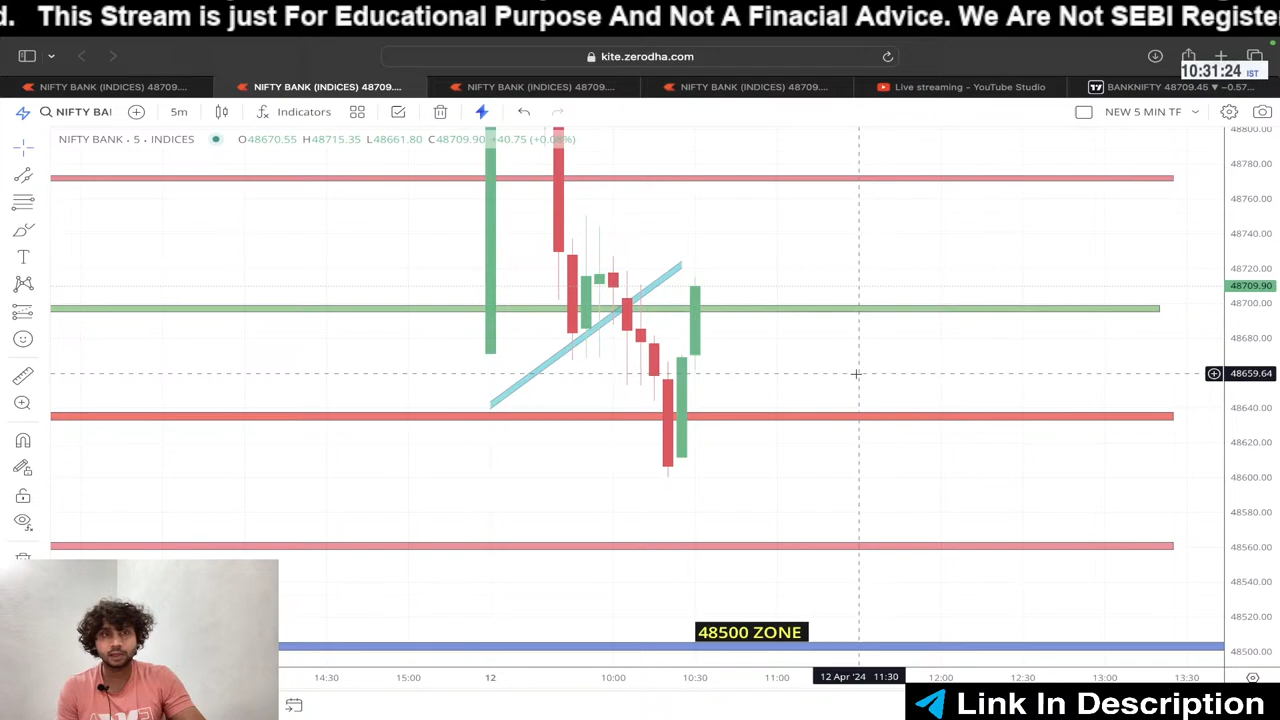 d.  This Stream is just For Educational Purpose And Not A Finacial Advice. We Are Not SEBI Register
kite.zerodha.com
10:31:24 IST
NIFTY BANK (INDICES) 48709....
NIFTY BANK (INDICES) 48709....
NIFTY BANK (INDICES) 48709....
NIFTY BANK (INDICES) 48709....
Live streaming - YouTube Studio
BANKNIFTY 48709.45 ▼ −0.57...
NIFTY BAI
5m
Indicators
NEW 5 MIN TF
NIFTY BANK · 5 · INDICES
O48670.55 H48715.35 L48661.80 C48709.90 +40.75 (+0.08%)
48800.00
48780.00
48760.00
48740.00
48720.00
48709.90
48700.00
48680.00
48659.64
48640.00
48620.00
48600.00
48580.00
48560.00
48540.00
48520.00
48500 ZONE
48500.00
14:30
15:00
12
10:00
10:30
11:00
12 Apr '24 11:30
12:00
12:30
13:00
13:30
Link In Description